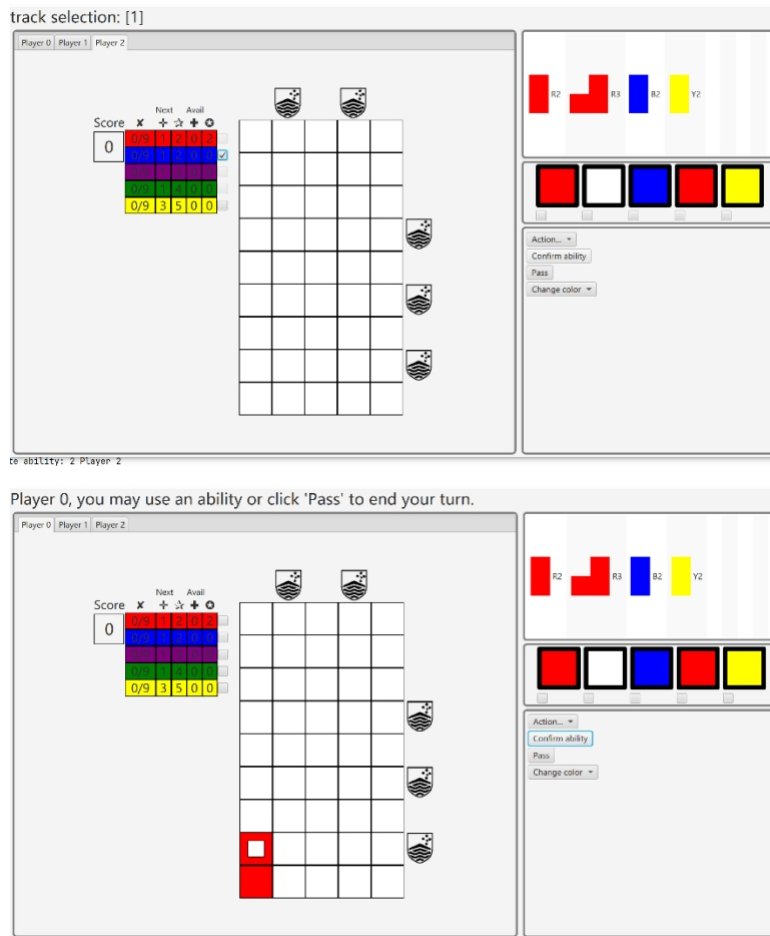 track selection: [1]
Player 0 Player 1 Player 2
Next Avail
Score ✘ ✢ ☆ ✚ ✪
0
0/9 1 2 0 2
0/9 1 2 0 0
0/9 1 4 0 0
0/9 3 5 0 0
R2 R3 B2 Y2
Action...
Confirm ability
Pass
Change color
te ability: 2 Player 2
Player 0, you may use an ability or click 'Pass' to end your turn.
Player 0 Player 1 Player 2
Next Avail
Score ✘ ✢ ☆ ✚ ✪
0
0/9 1 2 0 0
0/9 1 2 0 0
0/9 1 4 0 0
0/9 3 5 0 0
R2 R3 B2 Y2
Action...
Confirm ability
Pass
Change color